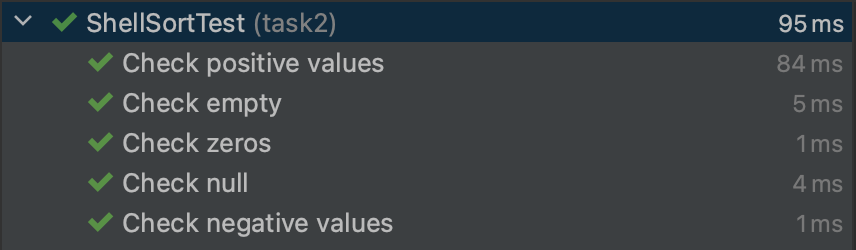 ShellSortTest (task2) 95 ms
Check positive values 84 ms
Check empty 5 ms
Check zeros 1 ms
Check null 4 ms
Check negative values 1 ms